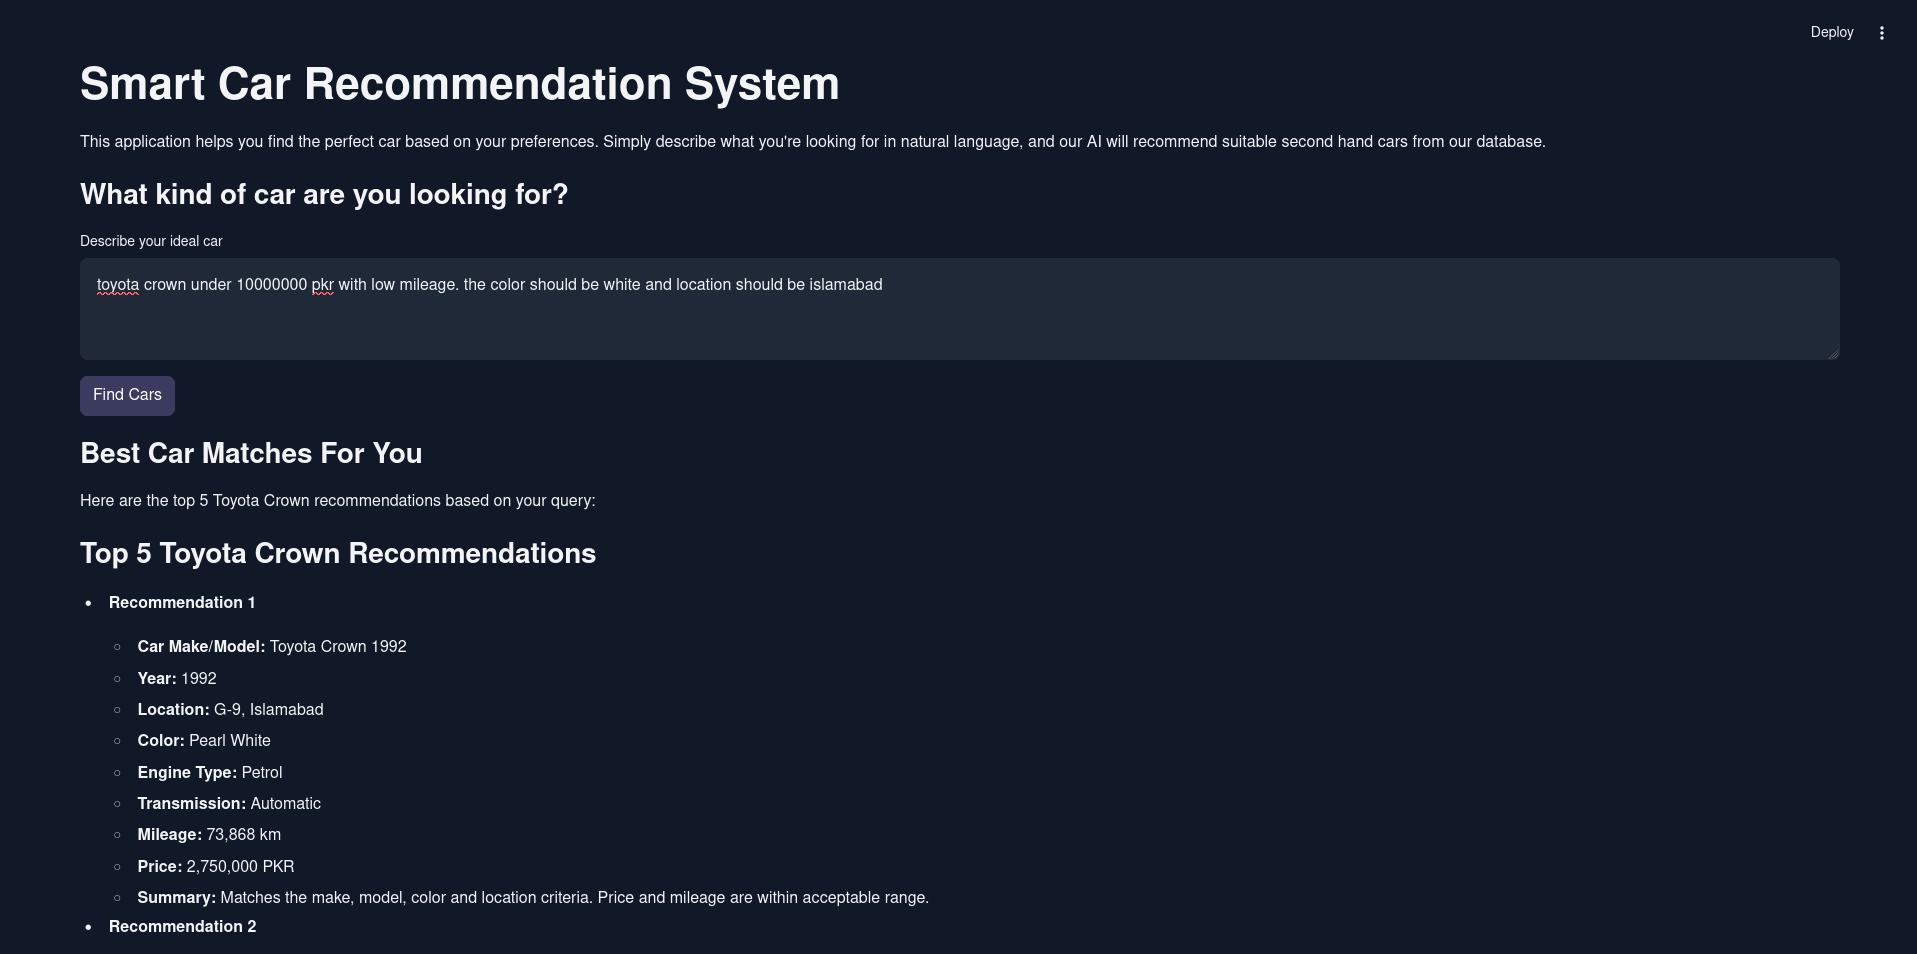 Deploy
Smart Car Recommendation System
This application helps you find the perfect car based on your preferences. Simply describe what you're looking for in natural language, and our AI will recommend suitable second hand cars from our database.
What kind of car are you looking for?
Describe your ideal car
toyota crown under 10000000 pkr with low mileage. the color should be white and location should be islamabad
Find Cars
Best Car Matches For You
Here are the top 5 Toyota Crown recommendations based on your query:
Top 5 Toyota Crown Recommendations
Recommendation 1
Car Make/Model: Toyota Crown 1992
Year: 1992
Location: G-9, Islamabad
Color: Pearl White
Engine Type: Petrol
Transmission: Automatic
Mileage: 73,868 km
Price: 2,750,000 PKR
Summary: Matches the make, model, color and location criteria. Price and mileage are within acceptable range.
Recommendation 2